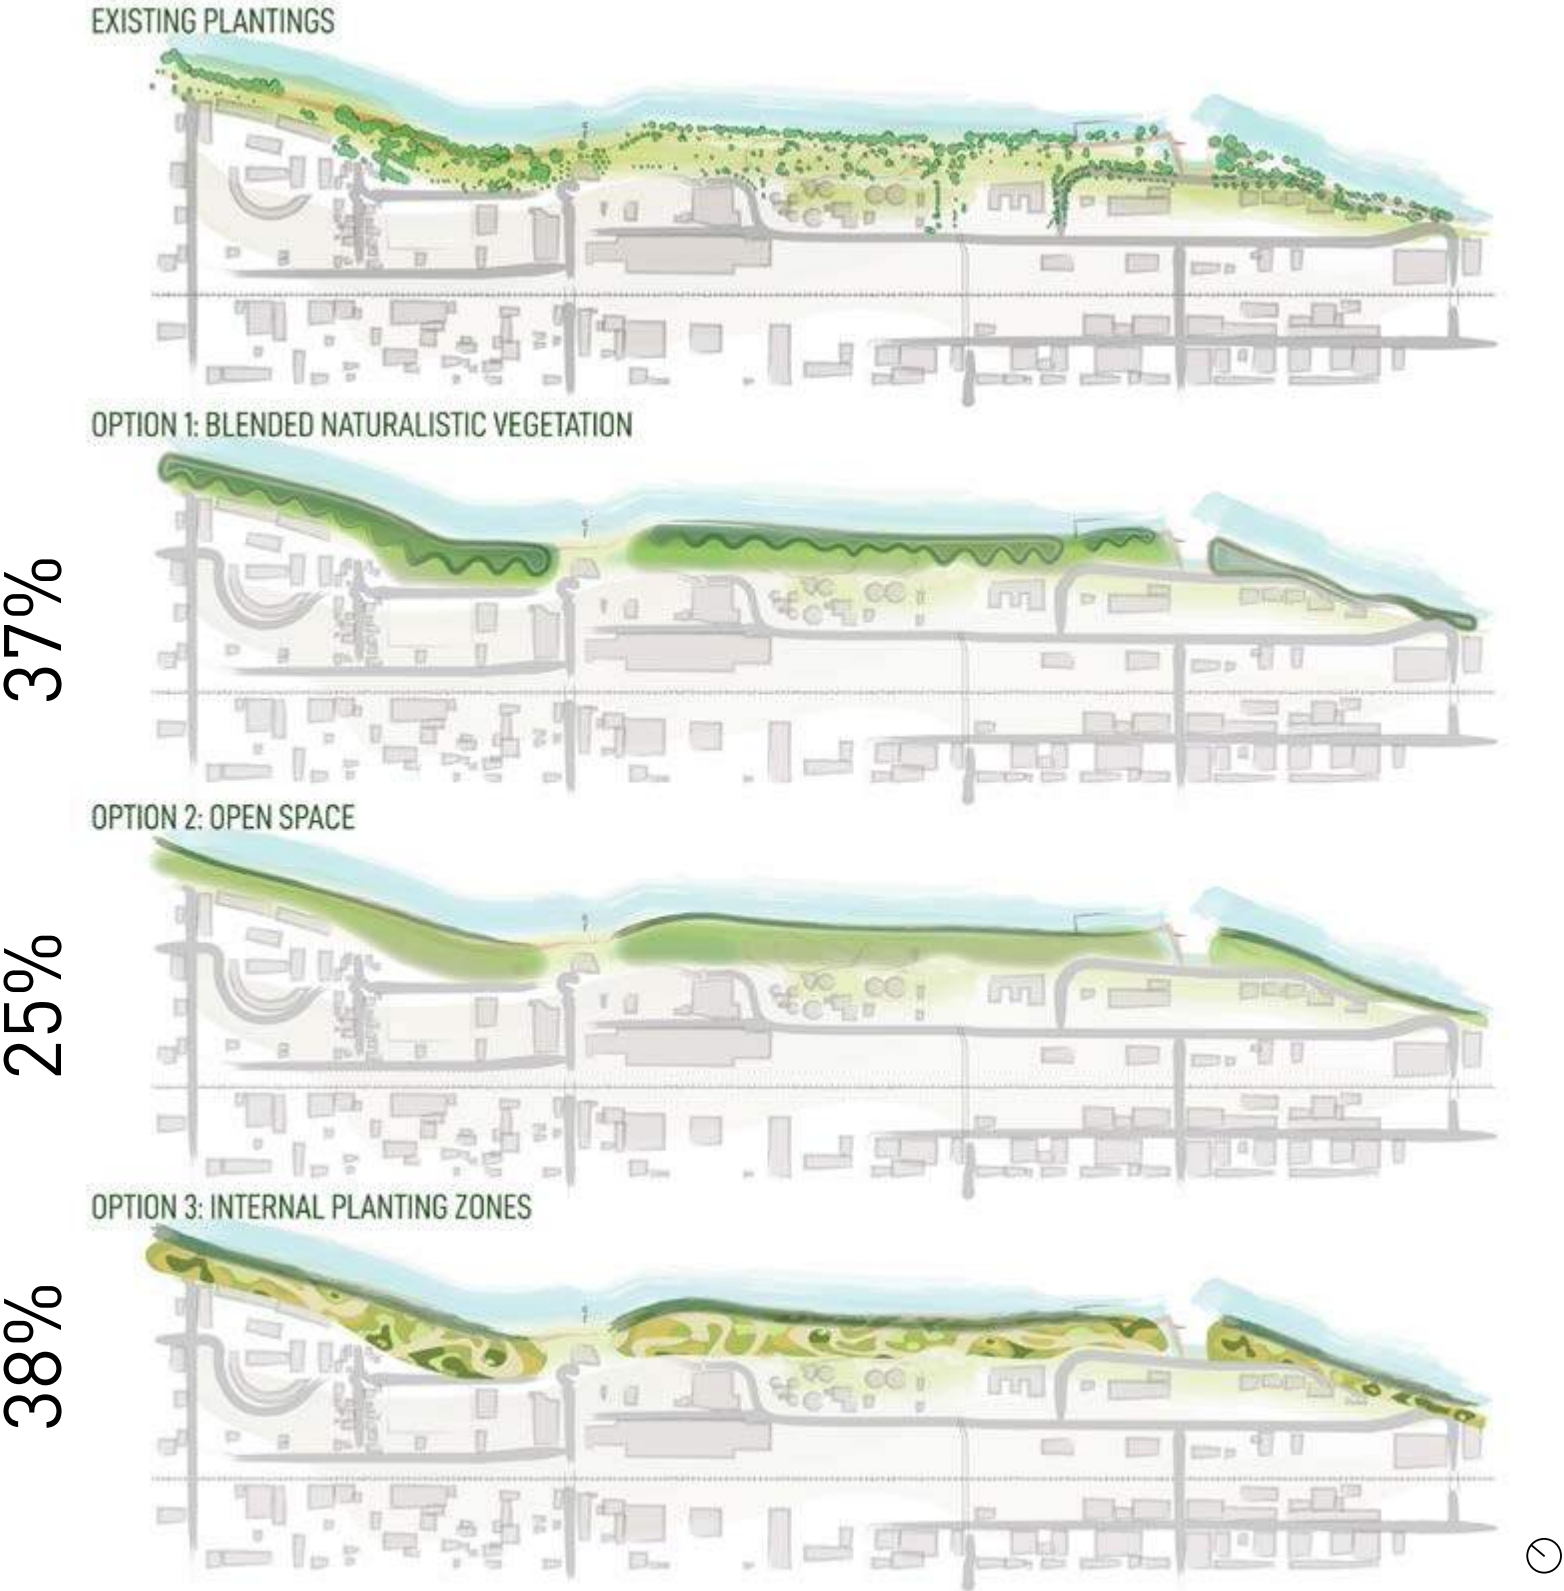 EXISTING PLANTINGS
OPTION 1: BLENDED NATURALISTIC VEGETATION
37%
OPTION 2: OPEN SPACE
25%
OPTION 3: INTERNAL PLANTING ZONES
38%